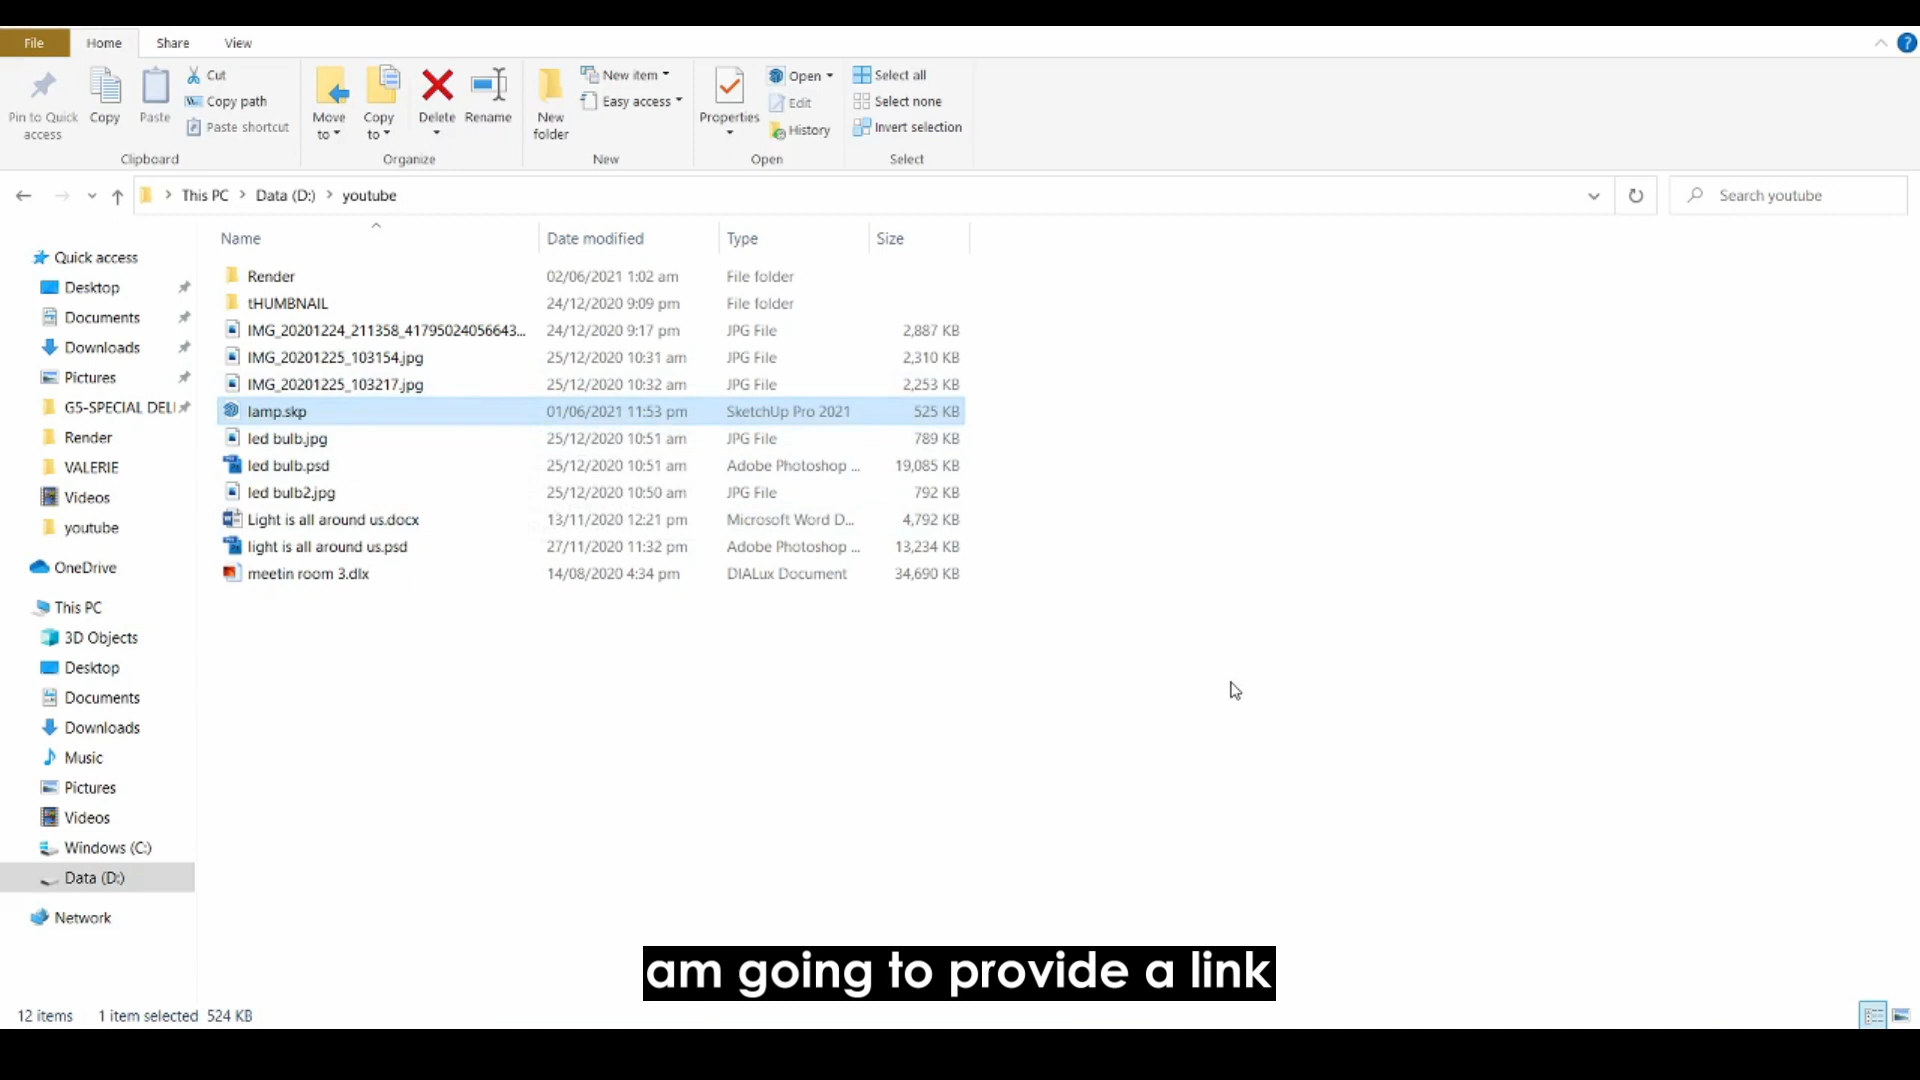 File Home Share View
Pin to Quick access
Copy
Paste
Cut
Copy path
Paste shortcut
Clipboard
Move to
Copy to
Delete
Rename
Organize
New folder
New item
Easy access
New
Properties
Open
Edit
History
Open
Select all
Select none
Invert selection
Select
This PC > Data (D:) > youtube
Search youtube
Name Date modified Type Size
Render 02/06/2021 1:02 am File folder
tHUMBNAIL 24/12/2020 9:09 pm File folder
IMG_20201224_211358_41795024056643... 24/12/2020 9:17 pm JPG File 2,887 KB
IMG_20201225_103154.jpg 25/12/2020 10:31 am JPG File 2,310 KB
IMG_20201225_103217.jpg 25/12/2020 10:32 am JPG File 2,253 KB
lamp.skp 01/06/2021 11:53 pm SketchUp Pro 2021 525 KB
led bulb.jpg 25/12/2020 10:51 am JPG File 789 KB
led bulb.psd 25/12/2020 10:51 am Adobe Photoshop ... 19,085 KB
led bulb2.jpg 25/12/2020 10:50 am JPG File 792 KB
Light is all around us.docx 13/11/2020 12:21 pm Microsoft Word D... 4,792 KB
light is all around us.psd 27/11/2020 11:32 pm Adobe Photoshop ... 13,234 KB
meetin room 3.dlx 14/08/2020 4:34 pm DIALux Document 34,690 KB
Quick access
Desktop
Documents
Downloads
Pictures
G5-SPECIAL DELI
Render
VALERIE
Videos
youtube
OneDrive
This PC
3D Objects
Desktop
Documents
Downloads
Music
Pictures
Videos
Windows (C:)
Data (D:)
Network
am going to provide a link
12 items 1 item selected 524 KB